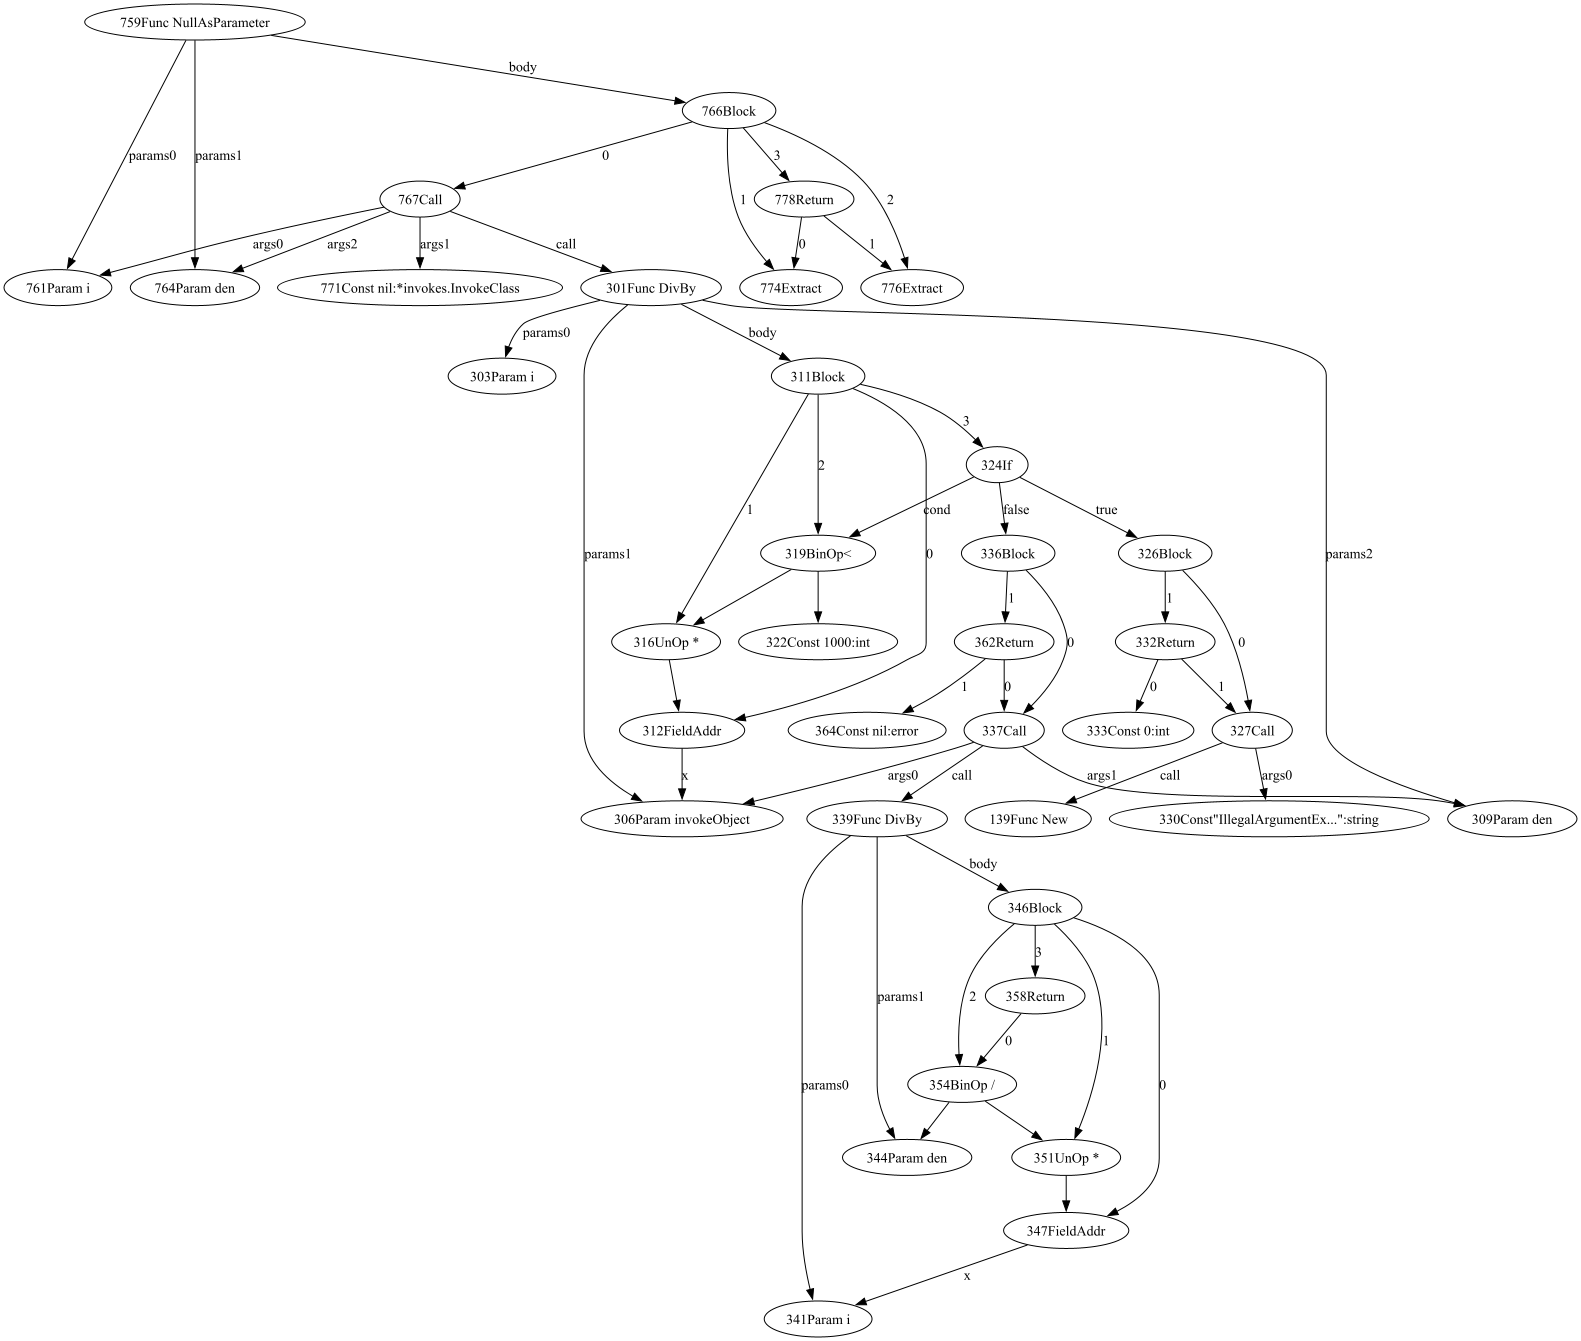 759Func NullAsParameter
body
766Block
params0
params1
0
3
1
2
767Call
778Return
args0
args2
args1
call
0
1
761Param i
764Param den
771Const nil:*invokes.InvokeClass
301Func DivBy
774Extract
776Extract
params0
body
303Param i
311Block
3
324If
1
2
cond
false
true
params1
319BinOp<
0
336Block
326Block
params2
1
0
1
0
316UnOp *
322Const 1000:int
362Return
332Return
1
0
0
1
312FieldAddr
364Const nil:error
337Call
333Const 0:int
327Call
x
args0
call
args1
call
args0
306Param invokeObject
339Func DivBy
139Func New
330Const"IllegalArgumentEx...":string
309Param den
body
346Block
3
params1
2
358Return
0
1
params0
0
354BinOp /
344Param den
351UnOp *
347FieldAddr
x
341Param i